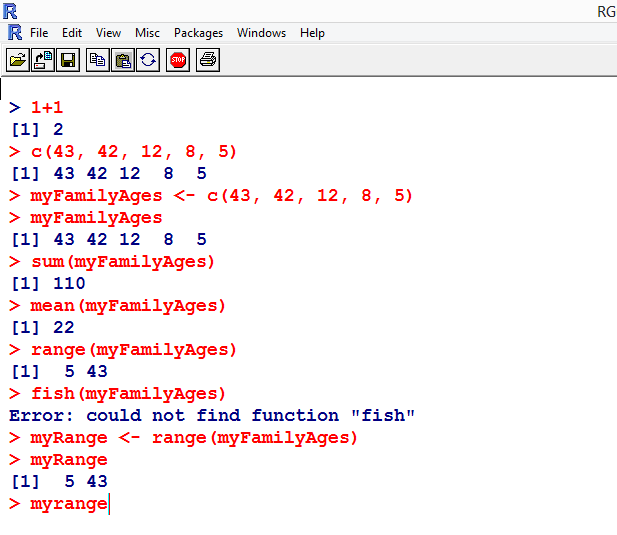 R RG
R File Edit View Misc Packages Windows Help
STOP
> 1+1
[1] 2
> c(43, 42, 12, 8, 5)
[1] 43 42 12  8  5
> myFamilyAges <- c(43, 42, 12, 8, 5)
> myFamilyAges
[1] 43 42 12  8  5
> sum(myFamilyAges)
[1] 110
> mean(myFamilyAges)
[1] 22
> range(myFamilyAges)
[1]  5 43
> fish(myFamilyAges)
Error: could not find function "fish"
> myRange <- range(myFamilyAges)
> myRange
[1]  5 43
> myrange